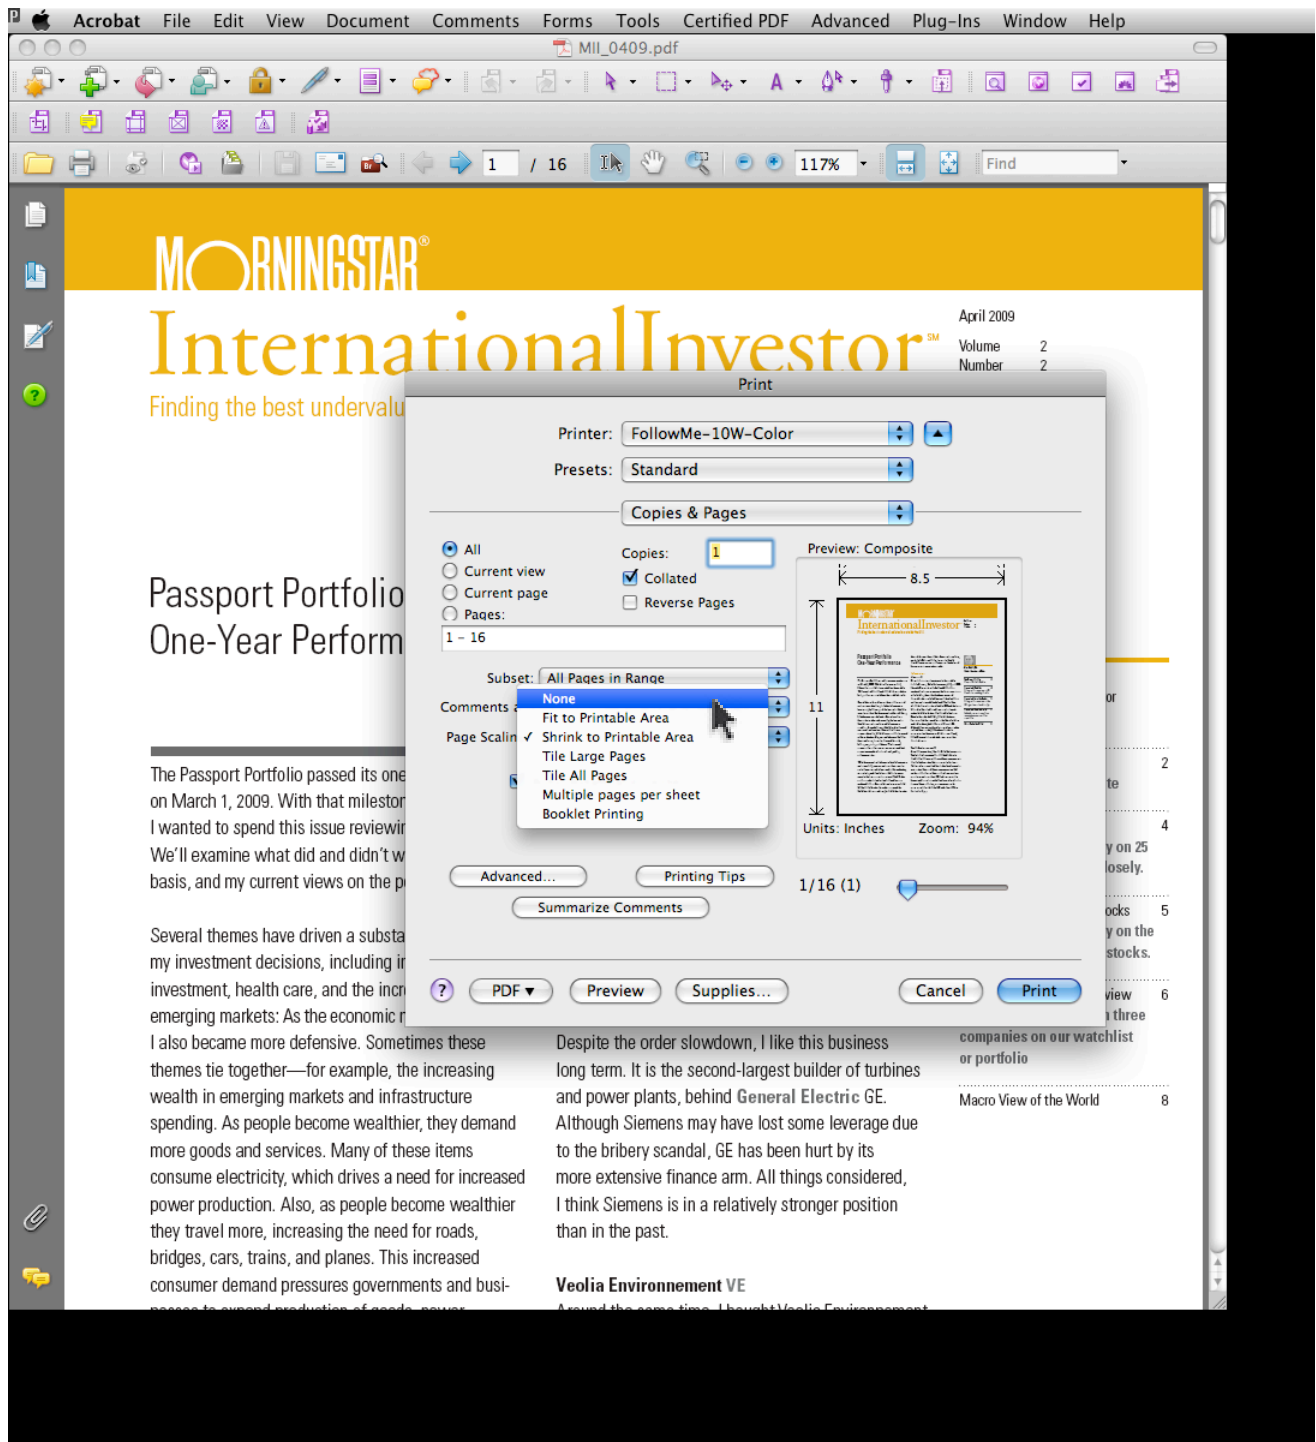 Acrobat File Edit View Document Comments Forms Tools Certified PDF Advanced Plug-Ins Window Help
MII_0409.pdf
1 / 16 117% Find
MORNINGSTAR®
InternationalInvestor℠
Finding the best underval
April 2009
Volume 2
Number 2
Print
Printer: FollowMe-10W-Color
Presets: Standard
Copies & Pages
All
Current view
Current page
Pages:
1 - 16
Copies: 1
Collated
Reverse Pages
Preview: Composite
8.5
11
Units: Inches Zoom: 94%
1/16 (1)
Subset: All Pages in Range
Comments
Page Scalin
None
Fit to Printable Area
✓ Shrink to Printable Area
Tile Large Pages
Tile All Pages
Multiple pages per sheet
Booklet Printing
Advanced... Printing Tips
Summarize Comments
? PDF ▾ Preview Supplies... Cancel Print
Passport Portfolio
One-Year Perform
The Passport Portfolio passed its one
on March 1, 2009. With that mileston
I wanted to spend this issue reviewin
We'll examine what did and didn't w
basis, and my current views on the p
Several themes have driven a substa
my investment decisions, including in
investment, health care, and the incr
emerging markets: As the economic
I also became more defensive. Sometimes these
themes tie together—for example, the increasing
wealth in emerging markets and infrastructure
spending. As people become wealthier, they demand
more goods and services. Many of these items
consume electricity, which drives a need for increased
power production. Also, as people become wealthier
they travel more, increasing the need for roads,
bridges, cars, trains, and planes. This increased
consumer demand pressures governments and busi-
Despite the order slowdown, I like this business
long term. It is the second-largest builder of turbines
and power plants, behind General Electric GE.
Although Siemens may have lost some leverage due
to the bribery scandal, GE has been hurt by its
more extensive finance arm. All things considered,
I think Siemens is in a relatively stronger position
than in the past.
Veolia Environnement VE
or
2
te
4
y on 25
losely.
ocks 5
y on the
stocks.
view 6
n three
companies on our watchlist
or portfolio
Macro View of the World 8